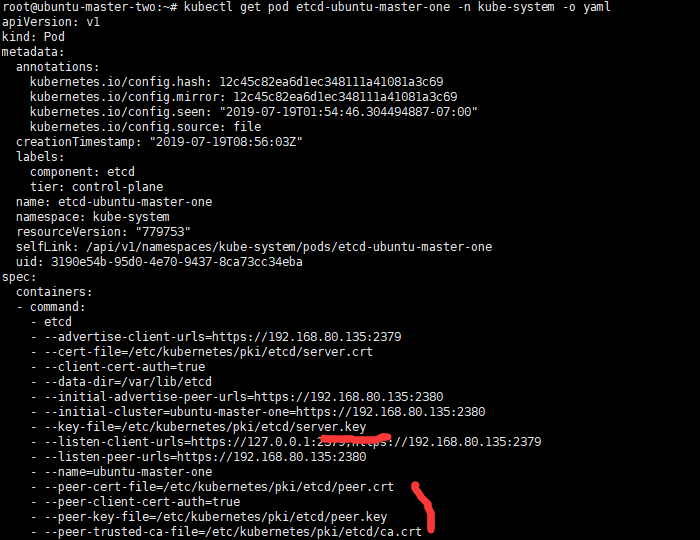 root@ubuntu-master-two:~# kubectl get pod etcd-ubuntu-master-one -n kube-system -o yaml
apiVersion: v1
kind: Pod
metadata:
  annotations:
    kubernetes.io/config.hash: 12c45c82ea6d1ec348111a41081a3c69
    kubernetes.io/config.mirror: 12c45c82ea6d1ec348111a41081a3c69
    kubernetes.io/config.seen: "2019-07-19T01:54:46.304494887-07:00"
    kubernetes.io/config.source: file
  creationTimestamp: "2019-07-19T08:56:03Z"
  labels:
    component: etcd
    tier: control-plane
  name: etcd-ubuntu-master-one
  namespace: kube-system
  resourceVersion: "779753"
  selfLink: /api/v1/namespaces/kube-system/pods/etcd-ubuntu-master-one
  uid: 3190e54b-95d0-4e70-9437-8ca73cc34eba
spec:
  containers:
  - command:
    - etcd
    - --advertise-client-urls=https://192.168.80.135:2379
    - --cert-file=/etc/kubernetes/pki/etcd/server.crt
    - --client-cert-auth=true
    - --data-dir=/var/lib/etcd
    - --initial-advertise-peer-urls=https://192.168.80.135:2380
    - --initial-cluster=ubuntu-master-one=https://192.168.80.135:2380
    - --key-file=/etc/kubernetes/pki/etcd/server.key
    - --listen-client-urls=https://127.0.0.1:2379,https://192.168.80.135:2379
    - --listen-peer-urls=https://192.168.80.135:2380
    - --name=ubuntu-master-one
    - --peer-cert-file=/etc/kubernetes/pki/etcd/peer.crt
    - --peer-client-cert-auth=true
    - --peer-key-file=/etc/kubernetes/pki/etcd/peer.key
    - --peer-trusted-ca-file=/etc/kubernetes/pki/etcd/ca.crt